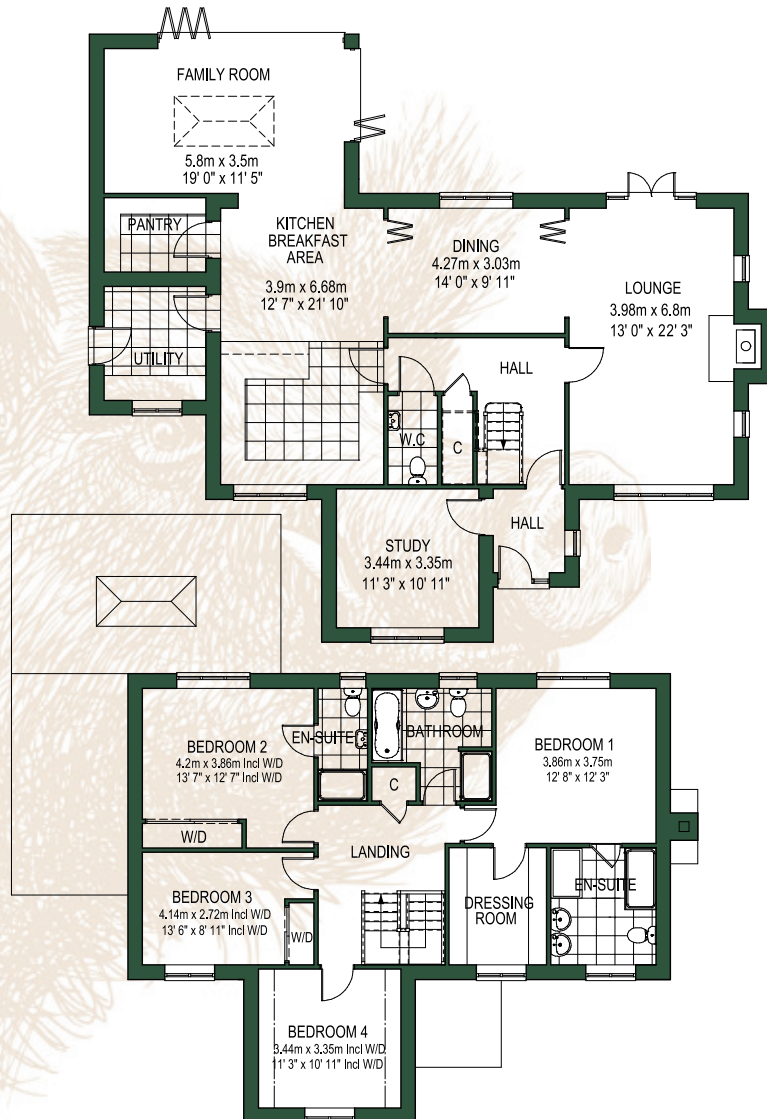 FAMILY ROOM
5.8m x 3.5m
19' 0" x 11' 5"
PANTRY
KITCHEN
BREAKFAST
AREA
3.9m x 6.68m
12' 7" x 21' 10"
DINING
4.27m x 3.03m
14' 0" x 9' 11"
LOUNGE
3.98m x 6.8m
13' 0" x 22' 3"
UTILITY
HALL
W.C
C
HALL
STUDY
3.44m x 3.35m
11' 3" x 10' 11"
BEDROOM 2
4.2m x 3.86m Incl W/D
13' 7" x 12' 7" Incl W/D
W/D
EN-SUITE
BATHROOM
C
BEDROOM 1
3.86m x 3.75m
12' 8" x 12' 3"
LANDING
BEDROOM 3
4.14m x 2.72m Incl W/D
13' 6" x 8' 11" Incl W/D
W/D
DRESSING
ROOM
EN-SUITE
BEDROOM 4
3.44m x 3.35m Incl W/D
11' 3" x 10' 11" Incl W/D